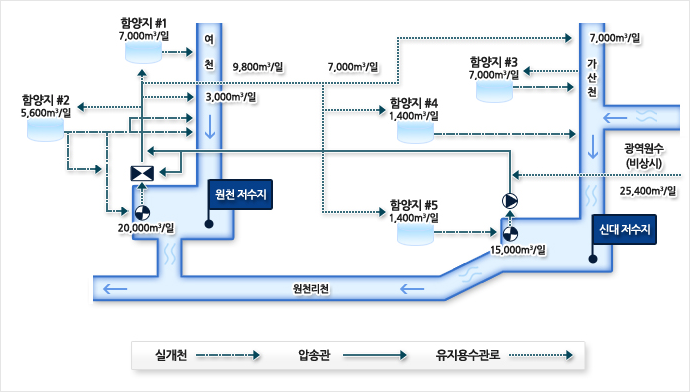 함양지 #1
7,000m³/일
여천
9,800m³/일
7,000m³/일
7,000m³/일
함양지 #3
7,000m³/일
가산천
함양지 #2
5,600m³/일
3,000m³/일
함양지 #4
1,400m³/일
광역원수
(비상시)
25,400m³/일
원천 저수지
함양지 #5
1,400m³/일
20,000m³/일
신대 저수지
15,000m³/일
원천리천
실개천
압송관
유지용수관로